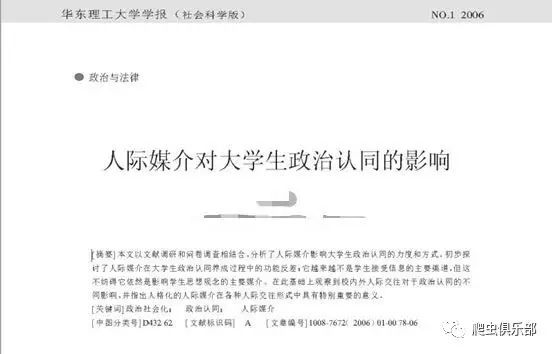 华东理工大学学报（社会科学版） NO.1 2006
● 政治与法律
人际媒介对大学生政治认同的影响
[摘要]本文以文献调研和问卷调查相结合，分析了人际媒介影响大学生政治认同的力度和方式，初步探
讨了人际媒介在大学生政治认同养成过程中的功能反差：它越来越不是学生接受信息的主要渠道，但这
不妨碍它依然是影响学生思想观念的主要媒介。在此基础上观察到校内外人际交往对于政治认同的不
同影响，并指出人格化的人际媒介在各种人际交往形式中具有特别重要的意义。
[关键词]政治社会化； 政治认同； 人际媒介
[中图分类号]D432 62 [文献标识码] A [文章编号]1008-7672( 2006) 01-00 78-06
爬虫俱乐部